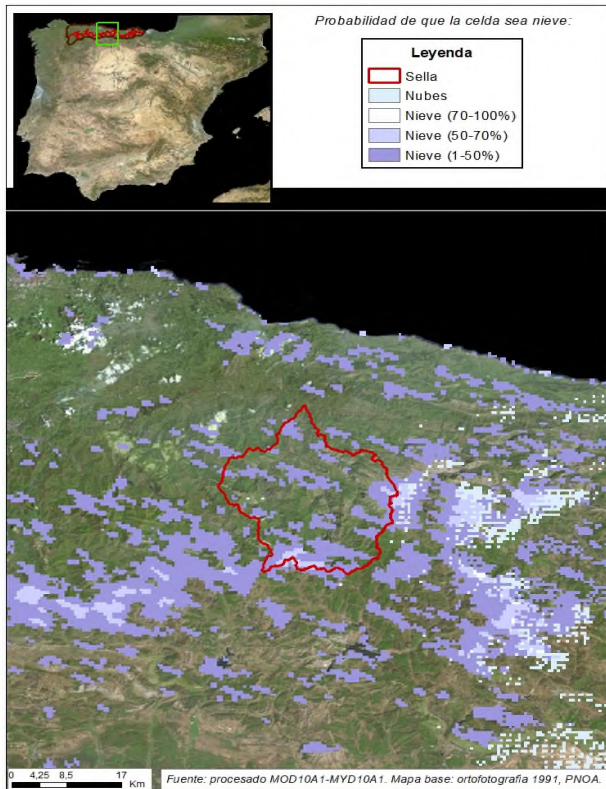 Probabilidad de que la celda sea nieve:
Leyenda
Sella
Nubes
Nieve (70-100%)
Nieve (50-70%)
Nieve (1-50%)
0 4,25 8,5 17
Km
Fuente: procesado MOD10A1-MYD10A1. Mapa base: ortofotografia 1991, PNOA.